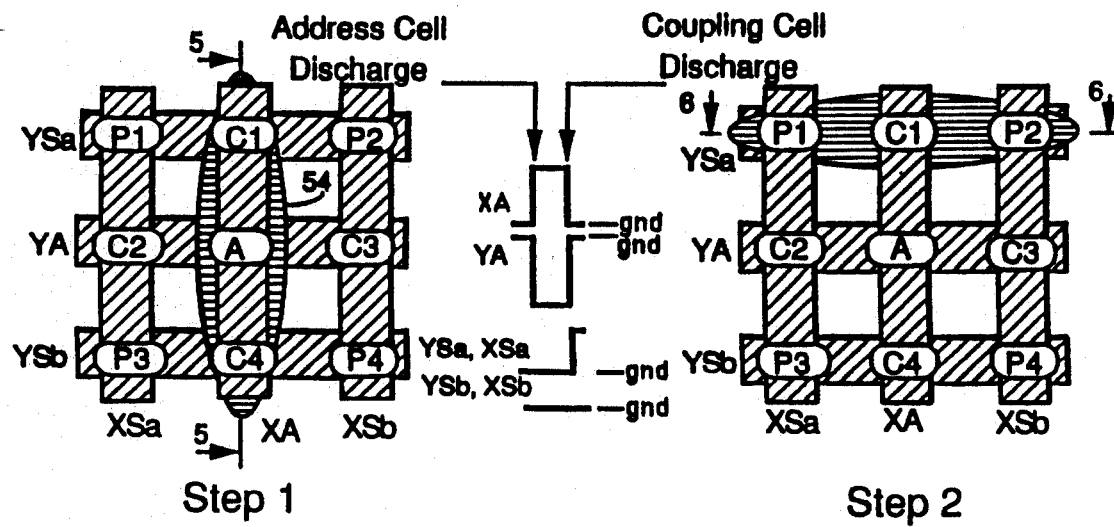 Address Cell
Discharge
Coupling Cell
Discharge
5
YSa P1 C1 P2
54
YA C2 A C3
YSb P3 C4 P4
XSa XA XSb
5
Step 1
XA gnd
YA gnd
YSa, XSa
YSb, XSb gnd
gnd
6 6
P1 C1 P2
YSa
YA C2 A C3
YSb P3 C4 P4
XSa XA XSb
Step 2